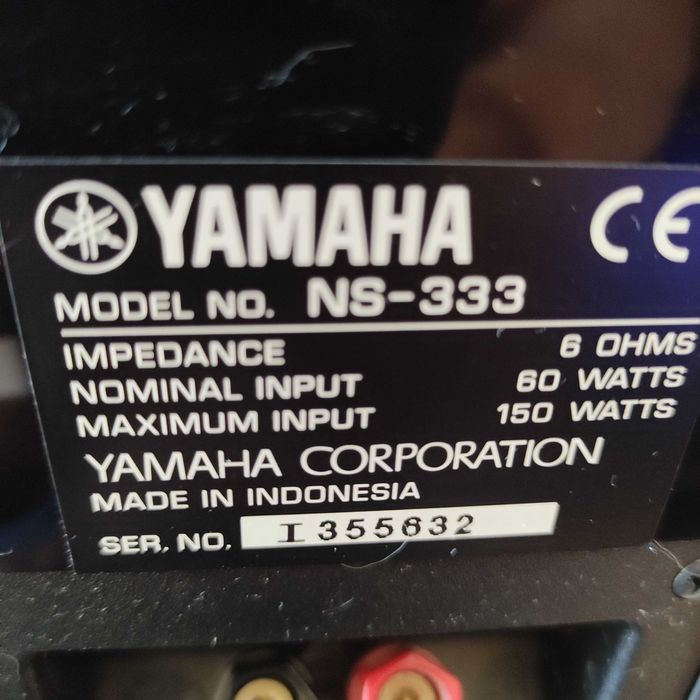 YAMAHA CE
MODEL NO. NS-333
IMPEDANCE 6 OHMS
NOMINAL INPUT 60 WATTS
MAXIMUM INPUT 150 WATTS
YAMAHA CORPORATION
MADE IN INDONESIA
SER. NO. I 355632